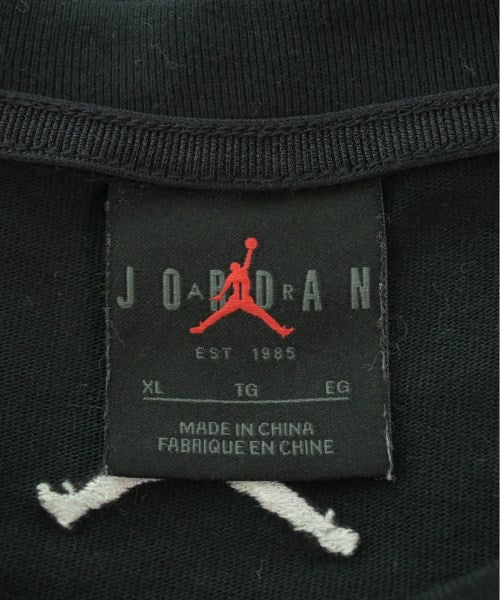 JORDAN
AIR
EST 1985
XL TG EG
MADE IN CHINA
FABRIQUE EN CHINE